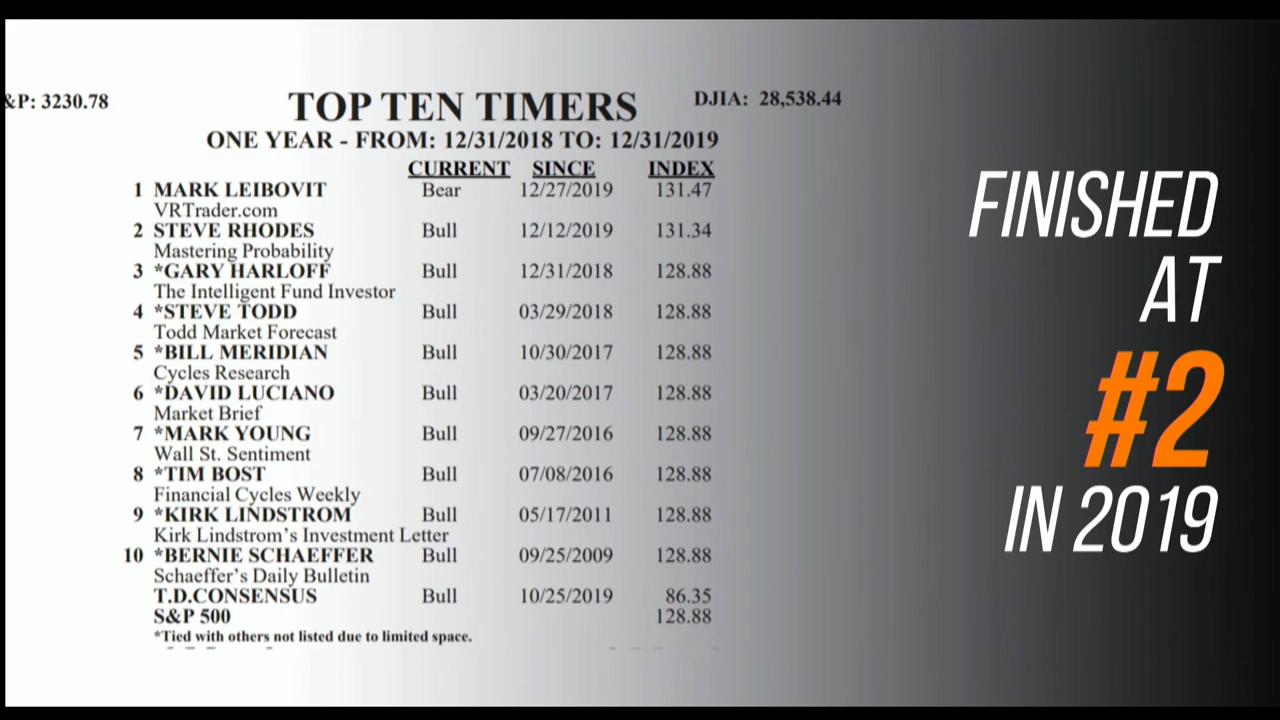 &P: 3230.78
TOP TEN TIMERS
DJIA: 28,538.44
ONE YEAR - FROM: 12/31/2018 TO: 12/31/2019
CURRENT SINCE INDEX
1 MARK LEIBOVIT Bear 12/27/2019 131.47
VRTrader.com
2 STEVE RHODES Bull 12/12/2019 131.34
Mastering Probability
3 *GARY HARLOFF Bull 12/31/2018 128.88
The Intelligent Fund Investor
4 *STEVE TODD Bull 03/29/2018 128.88
Todd Market Forecast
5 *BILL MERIDIAN Bull 10/30/2017 128.88
Cycles Research
6 *DAVID LUCIANO Bull 03/20/2017 128.88
Market Brief
7 *MARK YOUNG Bull 09/27/2016 128.88
Wall St. Sentiment
8 *TIM BOST Bull 07/08/2016 128.88
Financial Cycles Weekly
9 *KIRK LINDSTROM Bull 05/17/2011 128.88
Kirk Lindstrom's Investment Letter
10 *BERNIE SCHAEFFER Bull 09/25/2009 128.88
Schaeffer's Daily Bulletin
T.D.CONSENSUS Bull 10/25/2019 86.35
S&P 500 128.88
*Tied with others not listed due to limited space.
FINISHED
AT
#2
IN 2019